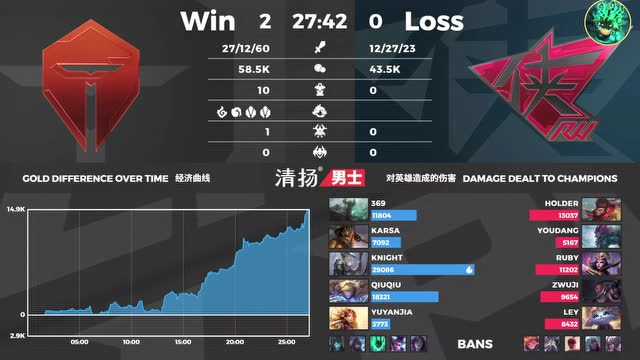 Win 2 27:42 0 Loss
27/12/60 12/27/23
58.5K 43.5K
10 0
0
1 0
0 0
侠
RW
GOLD DIFFERENCE OVER TIME 经济曲线
清扬® 男士
对英雄造成的伤害 DAMAGE DEALT TO CHAMPIONS
14.9K
0
2.9K
05:00 10:00 15:00 20:00 25:00
369 HOLDER
11804 13037
KARSA YOUDANG
7092 5167
KNIGHT RUBY
29086 11202
QIUQIU ZWUJI
18321 9654
YUYANJIA LEY
3773 8432
BANS